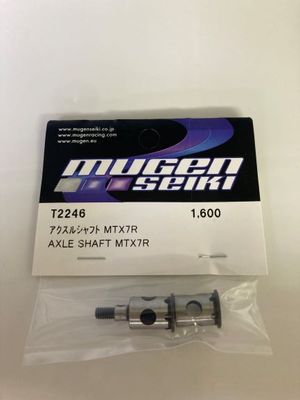 www.mugenseiki.co.jp
www.mugenracing.com
www.mugen.eu
mugen
SEIKI
T2246 1,600
アクスルシャフト MTX7R
AXLE SHAFT MTX7R